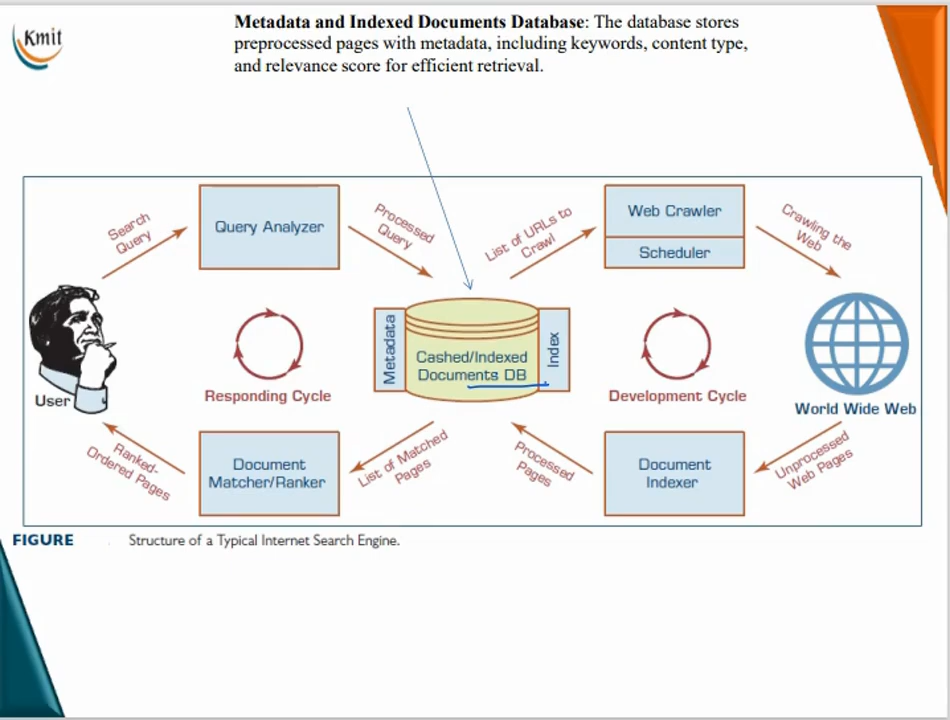 Kmit
Metadata and Indexed Documents Database: The database stores
preprocessed pages with metadata, including keywords, content type,
and relevance score for efficient retrieval.
Search
Query
Query Analyzer
Processed
Query
List of URLs to
Crawl
Web Crawler
Scheduler
Crawling the
Web
User
Responding Cycle
Metadata
Cashed/Indexed
Documents DB
Index
Development Cycle
World Wide Web
Ranked-
Ordered Pages
Document
Matcher/Ranker
List of Matched
Pages
Processed
Pages
Document
Indexer
Unprocessed
Web Pages
FIGURE
Structure of a Typical Internet Search Engine.